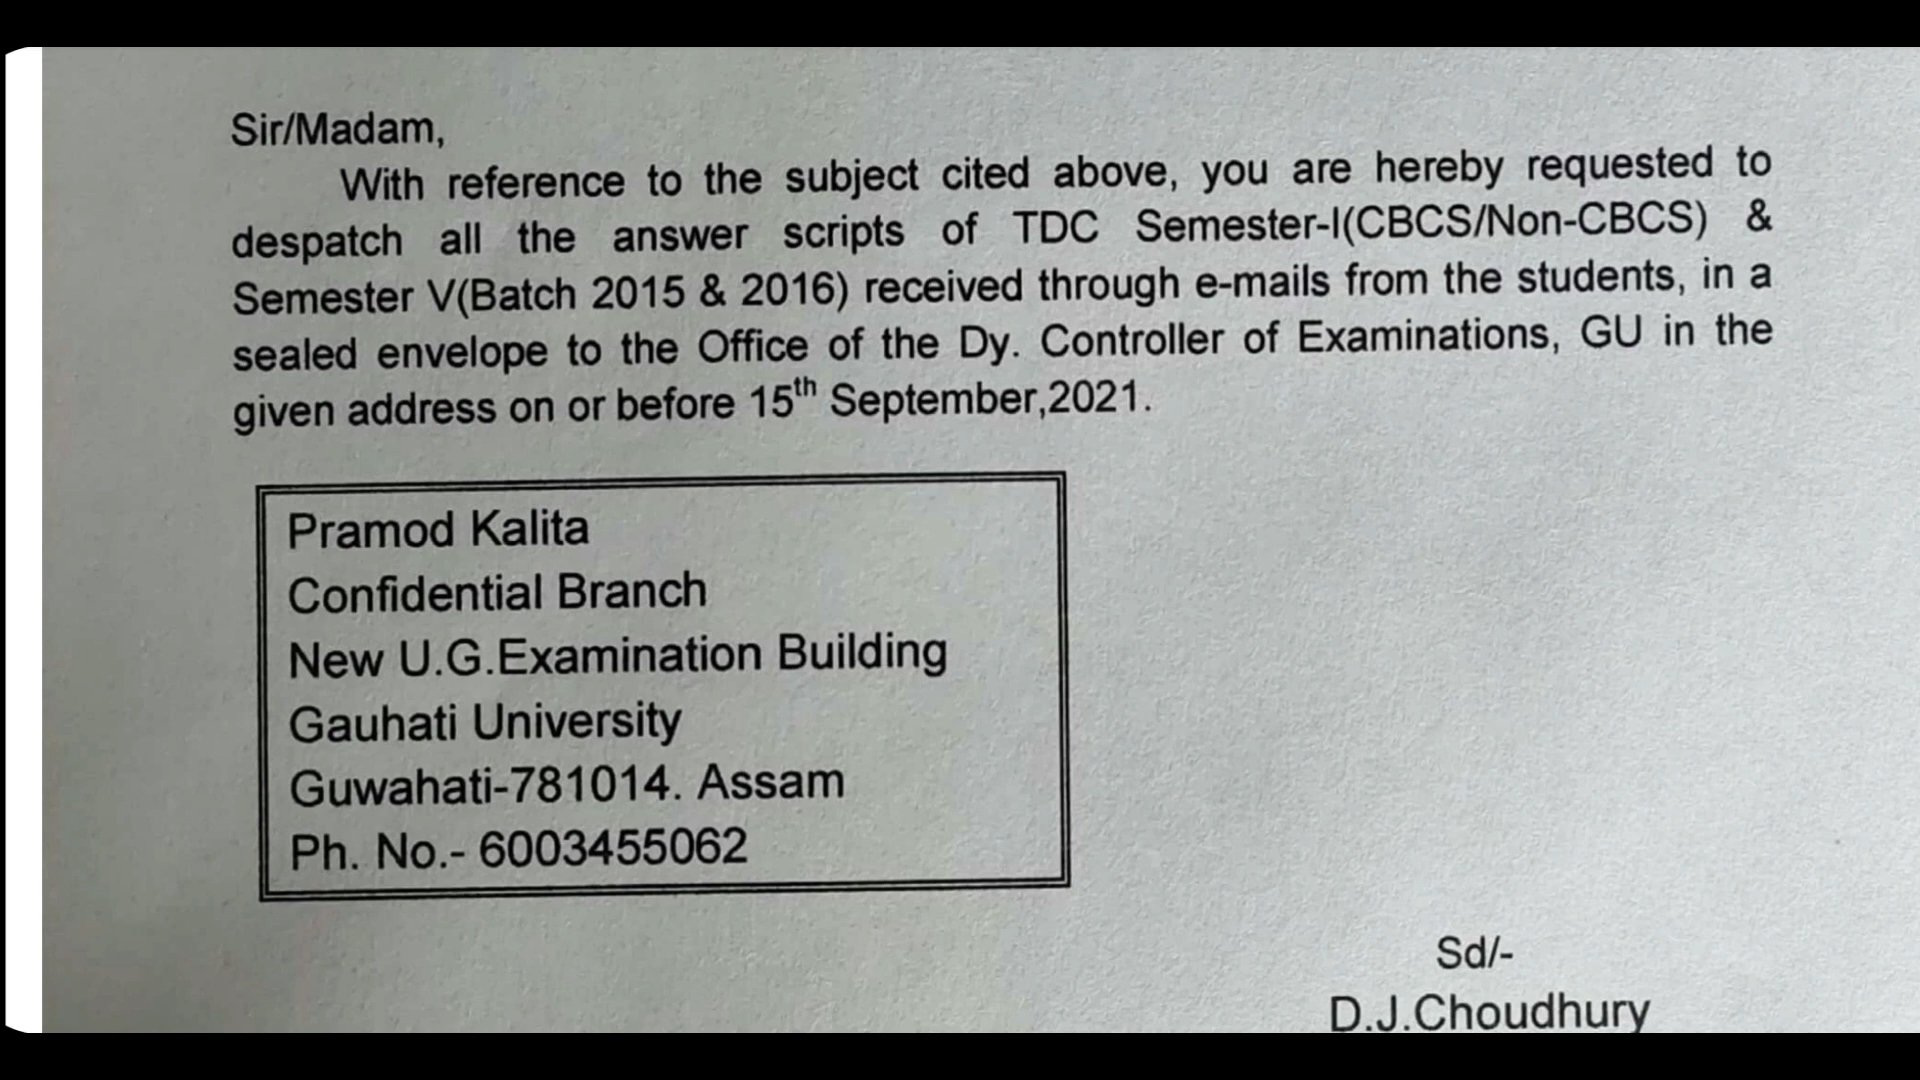 Sir/Madam,
With reference to the subject cited above, you are hereby requested to
despatch all the answer scripts of TDC Semester-I(CBCS/Non-CBCS) &
Semester V(Batch 2015 & 2016) received through e-mails from the students, in a
sealed envelope to the Office of the Dy. Controller of Examinations, GU in the
given address on or before 15th September,2021.
Pramod Kalita
Confidential Branch
New U.G.Examination Building
Gauhati University
Guwahati-781014. Assam
Ph. No.- 6003455062
Sd/-
D.J.Choudhury